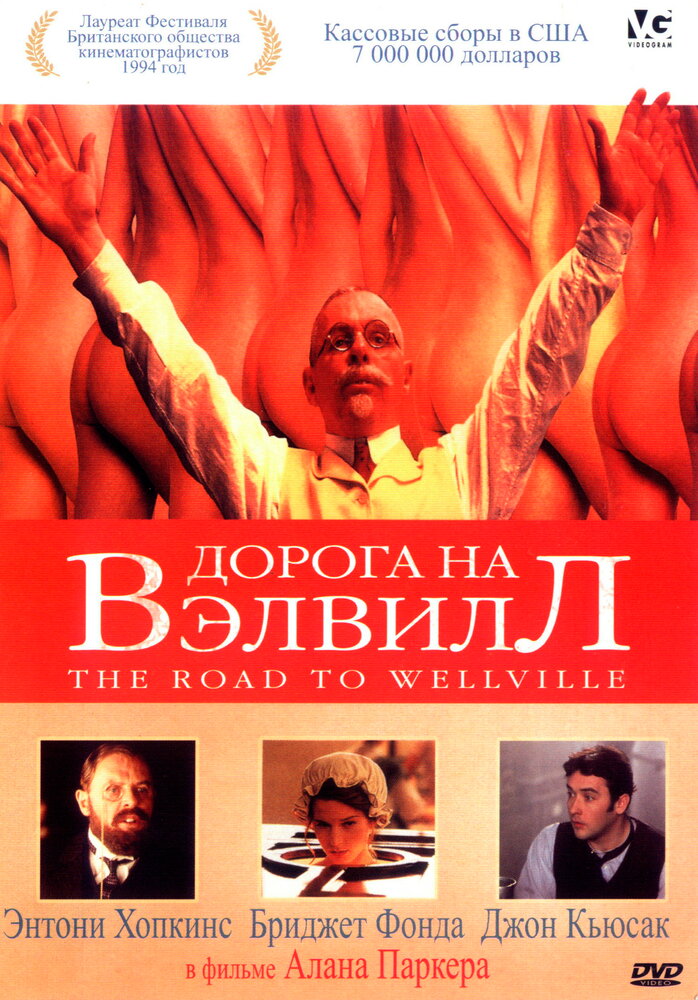 Лауреат Фестиваля
Британского общества
кинематографистов
1994 год
Кассовые сборы в США
7 000 000 долларов
VG
VIDEOGRAM
ДОРОГА НА
ВЭЛВИЛЛ
THE ROAD TO WELLVILLE
Энтони Хопкинс Бриджет Фонда Джон Кьюсак
в фильме Алана Паркера
DVD
VIDEO